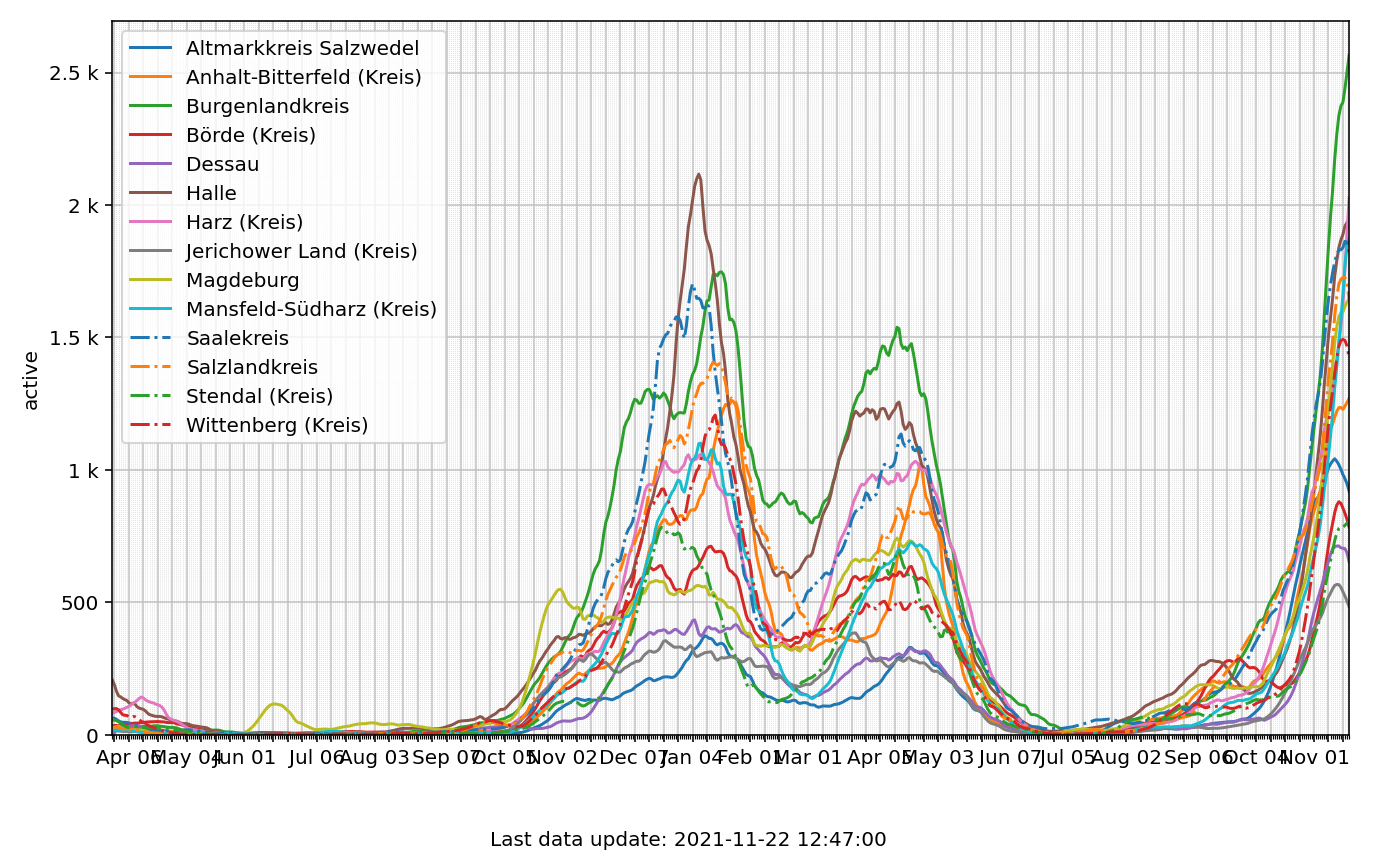 2.5 k
2 k
1.5 k
1 k
500
0
active
Altmarkkreis Salzwedel
Anhalt-Bitterfeld (Kreis)
Burgenlandkreis
Börde (Kreis)
Dessau
Halle
Harz (Kreis)
Jerichower Land (Kreis)
Magdeburg
Mansfeld-Südharz (Kreis)
Saalekreis
Salzlandkreis
Stendal (Kreis)
Wittenberg (Kreis)
Apr 06 May 04 Jun 01 Jul 06 Aug 03 Sep 07 Oct 05 Nov 02 Dec 07 Jan 04 Feb 01 Mar 01 Apr 05 May 03 Jun 07 Jul 05 Aug 02 Sep 06 Oct 04 Nov 01
Last data update: 2021-11-22 12:47:00